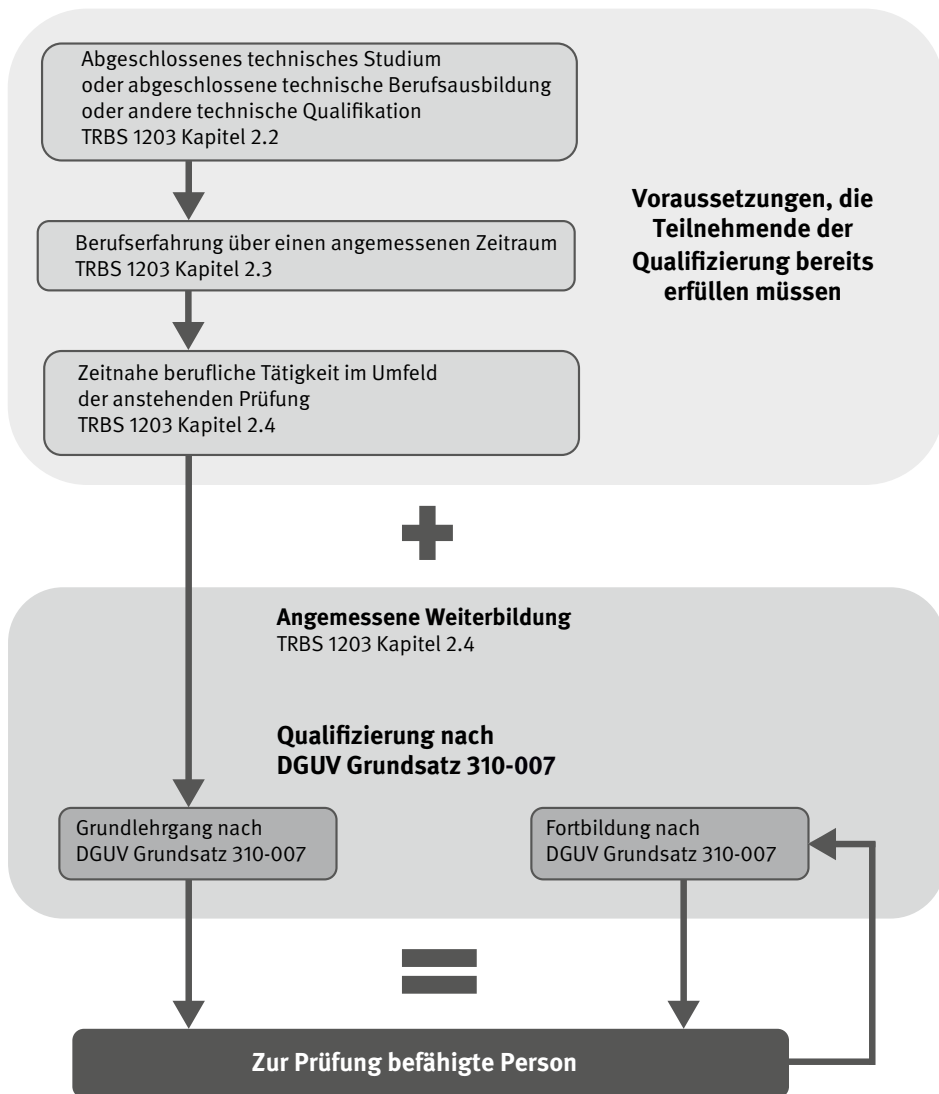 Abgeschlossenes technisches Studium
oder abgeschlossene technische Berufsausbildung
oder andere technische Qualifikation
TRBS 1203 Kapitel 2.2
Berufserfahrung über einen angemessenen Zeitraum
TRBS 1203 Kapitel 2.3
Zeitnahe berufliche Tätigkeit im Umfeld
der anstehenden Prüfung
TRBS 1203 Kapitel 2.4
Voraussetzungen, die
Teilnehmende der
Qualifizierung bereits
erfüllen müssen
Angemessene Weiterbildung
TRBS 1203 Kapitel 2.4
Qualifizierung nach
DGUV Grundsatz 310-007
Grundlehrgang nach
DGUV Grundsatz 310-007
Fortbildung nach
DGUV Grundsatz 310-007
Zur Prüfung befähigte Person